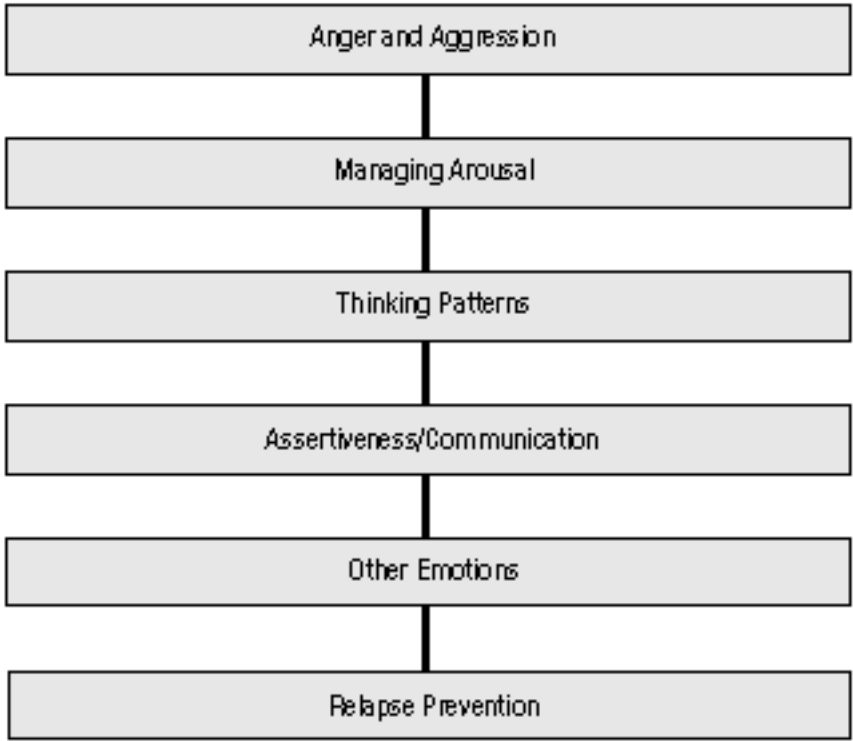 Anger and Aggression
Managing Arousal
Thinking Patterns
Assertiveness/Communication
Other Emotions
Relapse Prevention